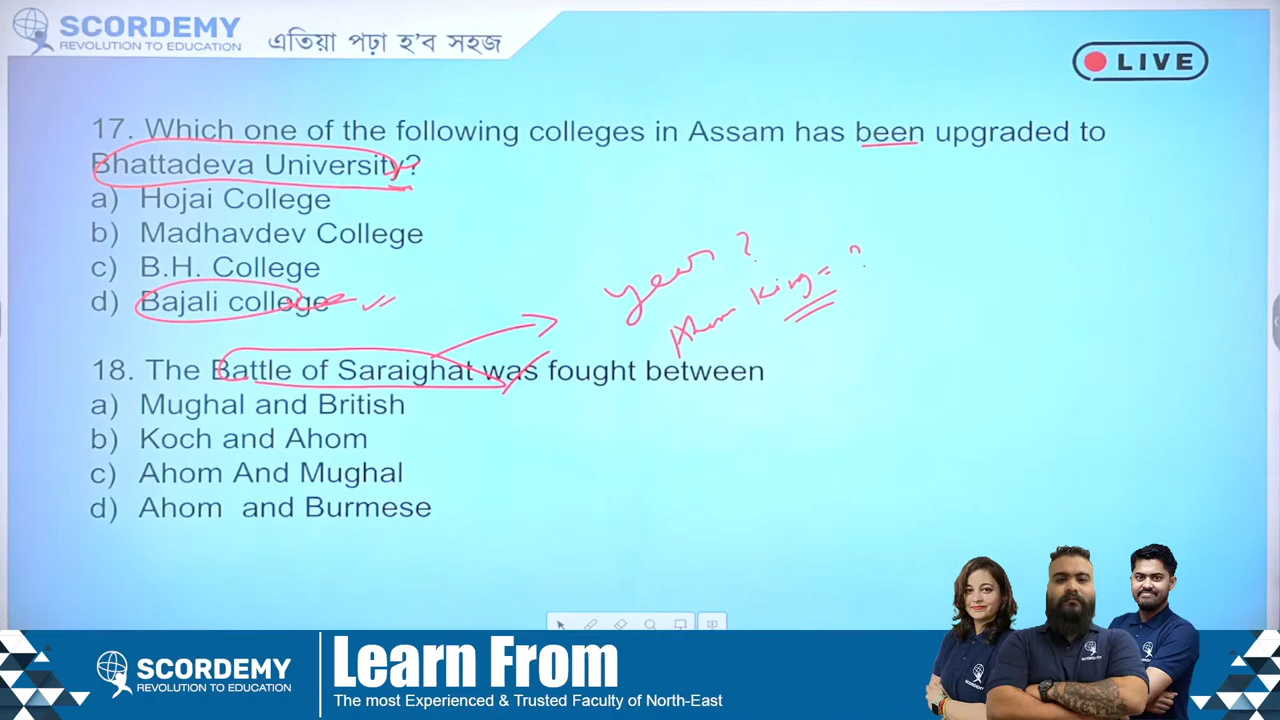 SCORDEMY
REVOLUTION TO EDUCATION
এতিয়া পঢ়া হ'ব সহজ
LIVE
17. Which one of the following colleges in Assam has been upgraded to
Bhattadeva University?
a) Hojai College
b) Madhavdev College
c) B.H. College
d) Bajali college
year ?
Ahom King = ?
18. The Battle of Saraighat was fought between
a) Mughal and British
b) Koch and Ahom
c) Ahom And Mughal
d) Ahom and Burmese
SCORDEMY
REVOLUTION TO EDUCATION
Learn From
The most Experienced & Trusted Faculty of North-East